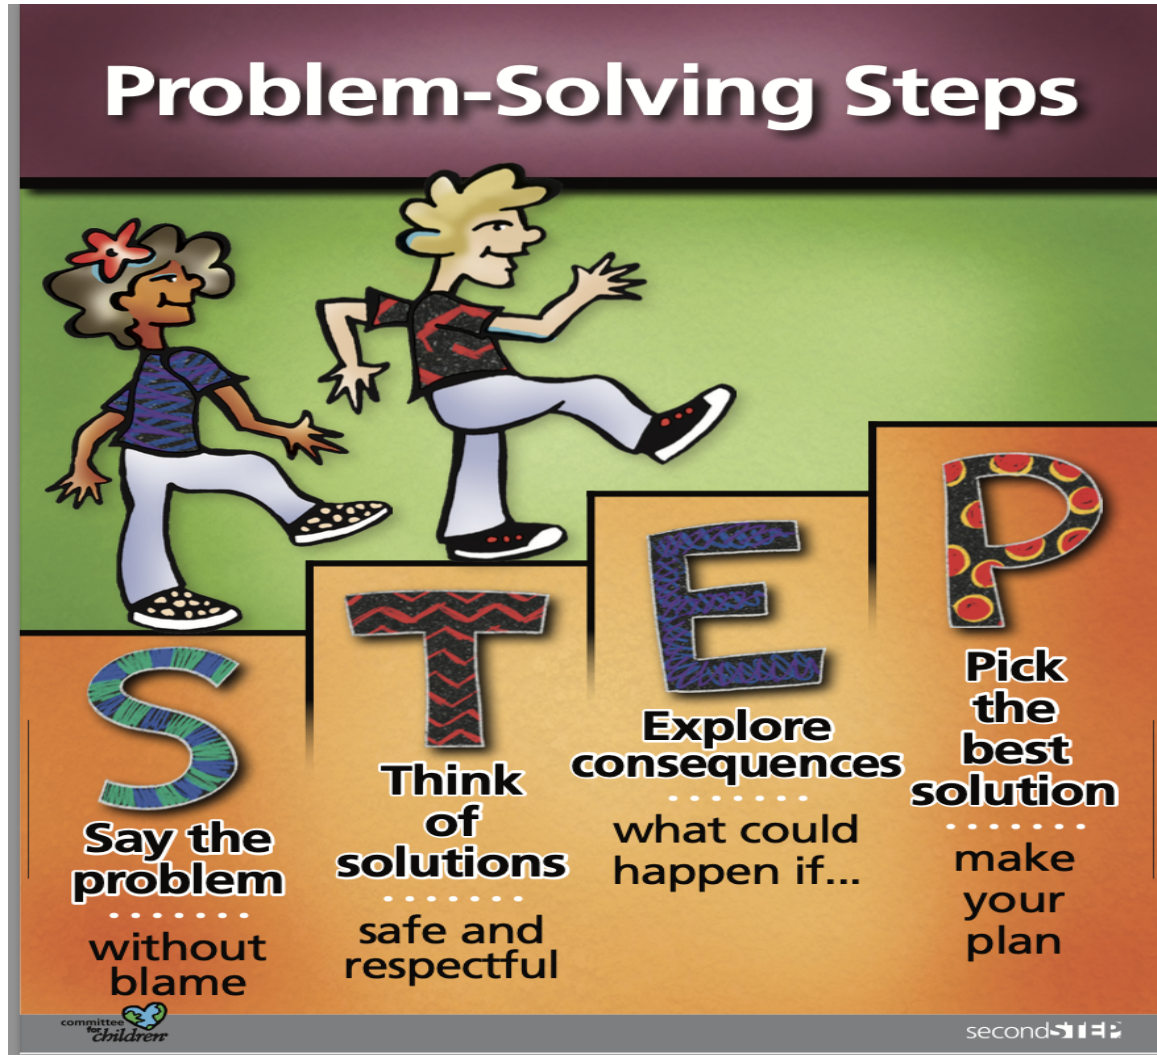 Problem-Solving Steps
S
Say the
problem
without
blame
T
Think
of
solutions
safe and
respectful
E
Explore
consequences
what could
happen if...
P
Pick
the
best
solution
make
your
plan
committee
for
children
secondSTEP